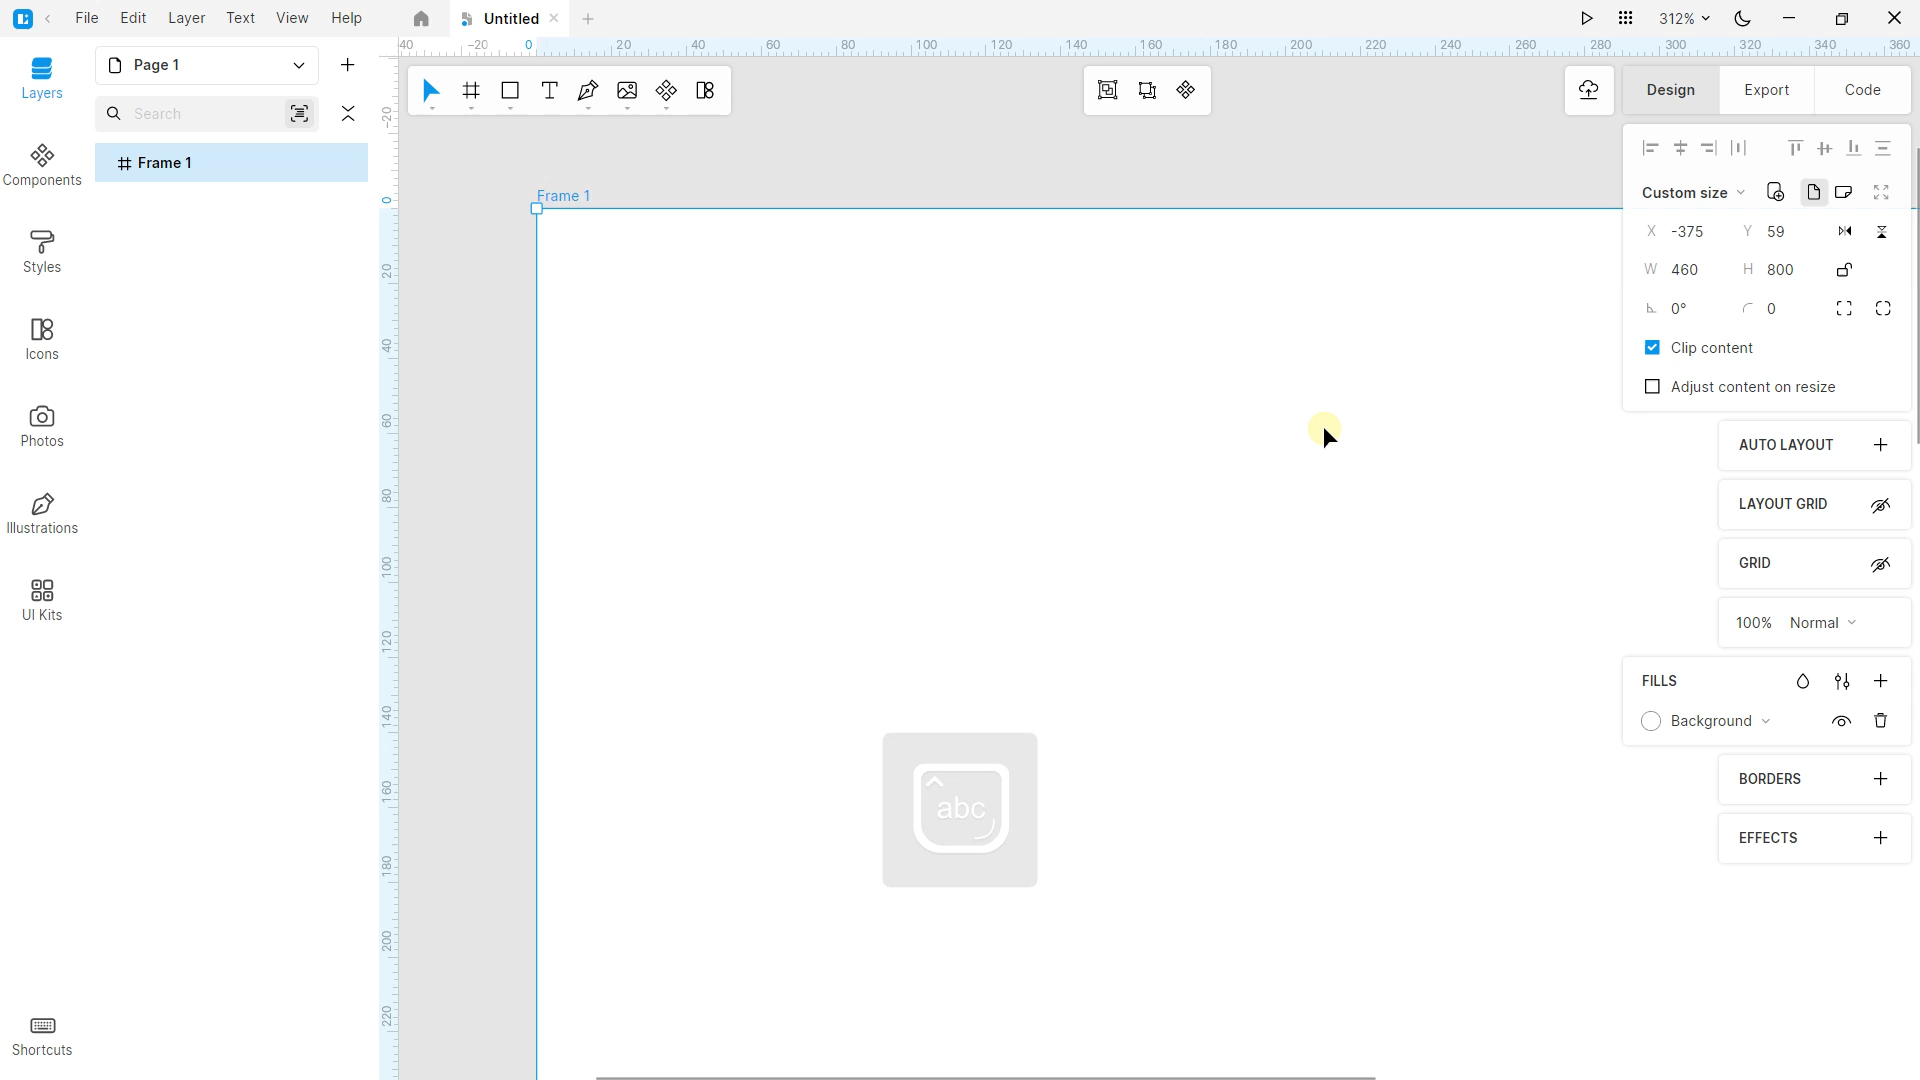 File Edit Layer Text View Help Untitled 312%
Layers
Components
Styles
Icons
Photos
Illustrations
UI Kits
Shortcuts
Page 1
Search
Frame 1
40 -20 0 20 40 60 80 100 120 140 160 180 200 220 240 260 280 300 320 340 360
-20
0
20
40
60
80
100
120
140
160
180
200
220
Frame 1
abc
Design Export Code
Custom size
X -375 Y 59
W 460 H 800
0° 0
Clip content
Adjust content on resize
AUTO LAYOUT
LAYOUT GRID
GRID
100% Normal
FILLS
Background
BORDERS
EFFECTS